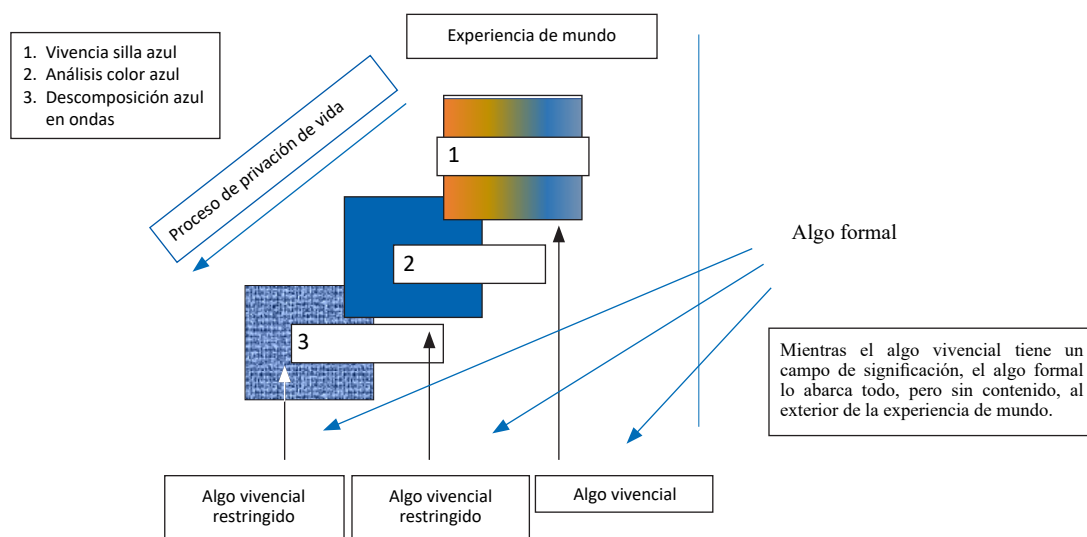 Experiencia de mundo
1. Vivencia silla azul
2. Análisis color azul
3. Descomposición azul
en ondas
Proceso de privación de vida
1
2
3
Algo formal
Mientras el algo vivencial tiene un
campo de significación, el algo formal
lo abarca todo, pero sin contenido, al
exterior de la experiencia de mundo.
Algo vivencial
restringido
Algo vivencial
restringido
Algo vivencial